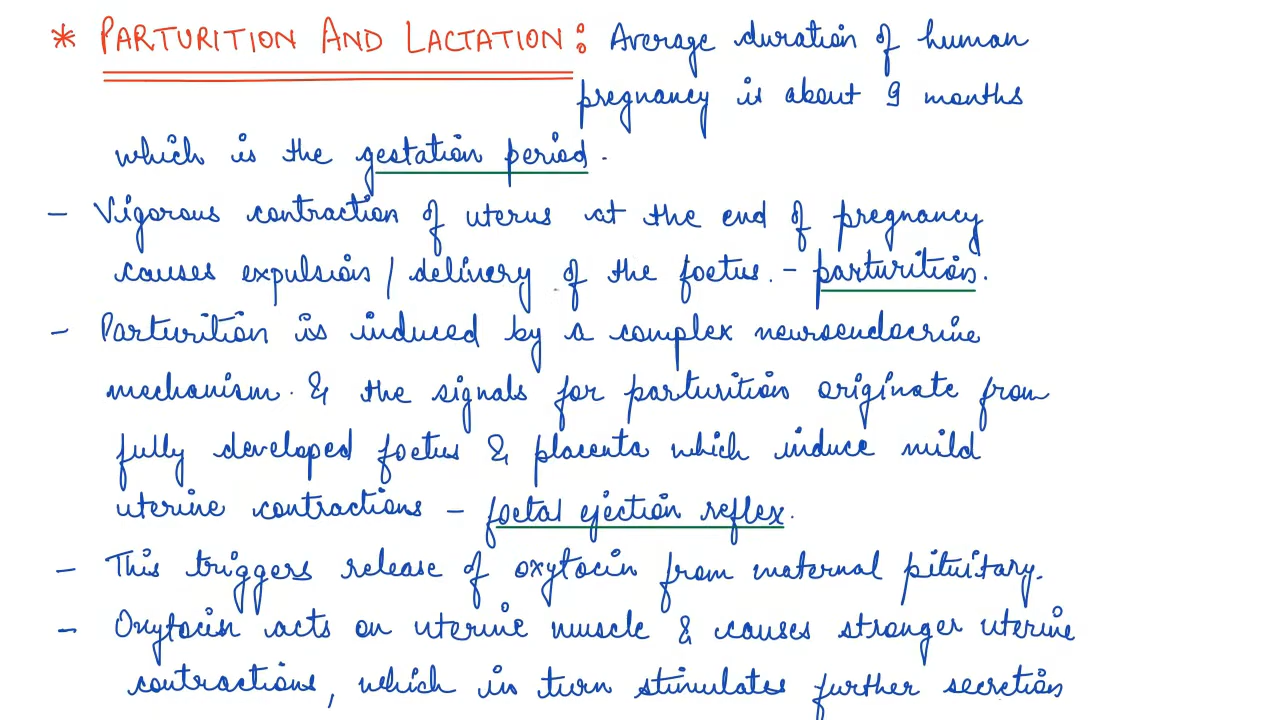 * PARTURITION AND LACTATION: Average duration of human
pregnancy is about 9 months
which is the gestation period.
- Vigorous contraction of uterus at the end of pregnancy
causes expulsion / delivery of the foetus. - parturition.
- Parturition is induced by a complex neuroendocrine
mechanism. & the signals for parturition originate from
fully developed foetus & placenta which induce mild
uterine contractions - foetal ejection reflex.
- This triggers release of oxytocin from maternal pituitary.
- Oxytocin acts on uterine muscle & causes stronger uterine
contractions, which in turn stimulates further secretion